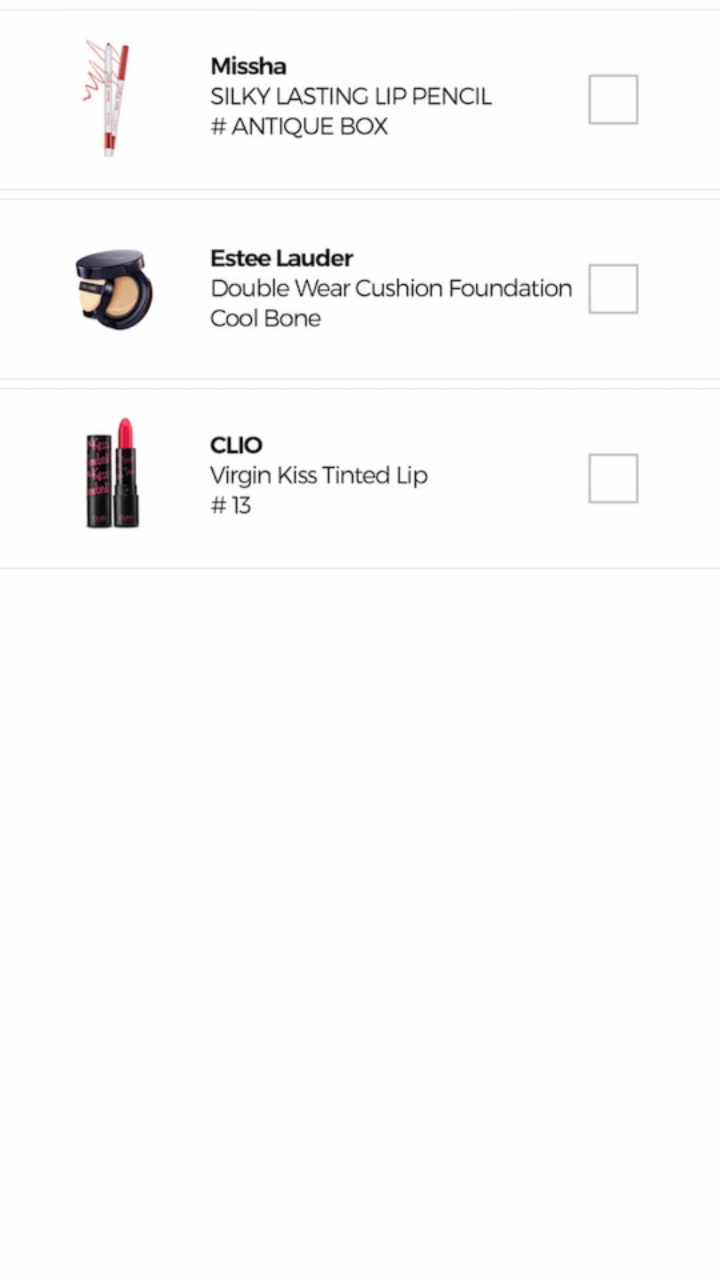 Missha
SILKY LASTING LIP PENCIL
# ANTIQUE BOX
Estee Lauder
Double Wear Cushion Foundation
Cool Bone
CLIO
Virgin Kiss Tinted Lip
# 13